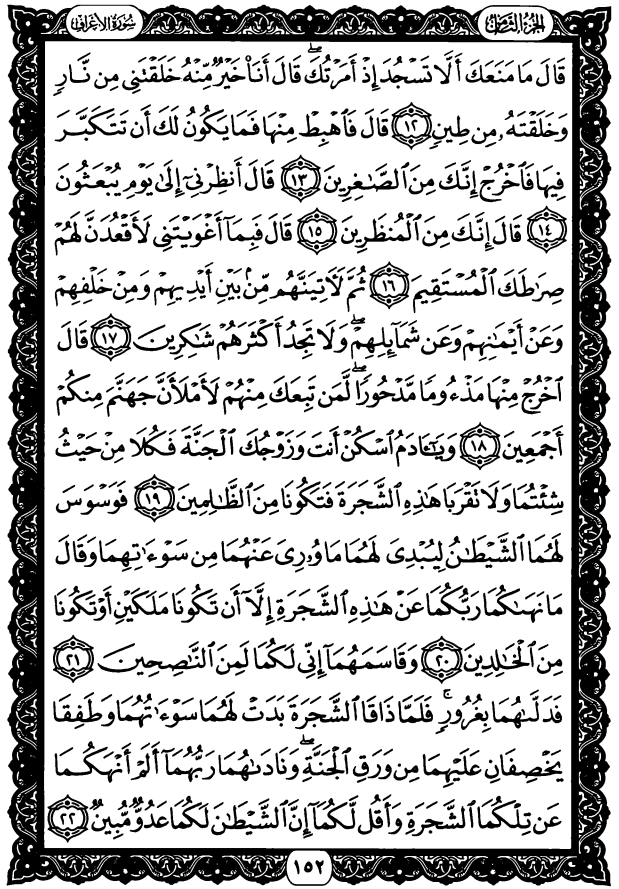 الجزء الثامن
سورة الأعراف
قَالَ مَا مَنَعَكَ أَلَّا تَسْجُدَ إِذْ أَمَرْتُكَ ۖ قَالَ أَنَا۠ خَيْرٌ مِّنْهُ خَلَقْتَنِى مِن نَّارٍ
وَخَلَقْتَهُۥ مِن طِينٍ ﴿١٢﴾ قَالَ فَٱهْبِطْ مِنْهَا فَمَا يَكُونُ لَكَ أَن تَتَكَبَّرَ
فِيهَا فَٱخْرُجْ إِنَّكَ مِنَ ٱلصَّٰغِرِينَ ﴿١٣﴾ قَالَ أَنظِرْنِىٓ إِلَىٰ يَوْمِ يُبْعَثُونَ
﴿١٤﴾ قَالَ إِنَّكَ مِنَ ٱلْمُنظَرِينَ ﴿١٥﴾ قَالَ فَبِمَآ أَغْوَيْتَنِى لَأَقْعُدَنَّ لَهُمْ
صِرَٰطَكَ ٱلْمُسْتَقِيمَ ﴿١٦﴾ ثُمَّ لَءَاتِيَنَّهُم مِّنۢ بَيْنِ أَيْدِيهِمْ وَمِنْ خَلْفِهِمْ
وَعَنْ أَيْمَٰنِهِمْ وَعَن شَمَآئِلِهِمْ ۖ وَلَا تَجِدُ أَكْثَرَهُمْ شَٰكِرِينَ ﴿١٧﴾ قَالَ
ٱخْرُجْ مِنْهَا مَذْءُومًا مَّدْحُورًا ۖ لَّمَن تَبِعَكَ مِنْهُمْ لَأَمْلَأَنَّ جَهَنَّمَ مِنكُمْ
أَجْمَعِينَ ﴿١٨﴾ وَيَٰٓـَٔادَمُ ٱسْكُنْ أَنتَ وَزَوْجُكَ ٱلْجَنَّةَ فَكُلَا مِنْ حَيْثُ
شِئْتُمَا وَلَا تَقْرَبَا هَٰذِهِ ٱلشَّجَرَةَ فَتَكُونَا مِنَ ٱلظَّٰلِمِينَ ﴿١٩﴾ فَوَسْوَسَ
لَهُمَا ٱلشَّيْطَٰنُ لِيُبْدِىَ لَهُمَا مَا وُۥرِىَ عَنْهُمَا مِن سَوْءَٰتِهِمَا وَقَالَ
مَا نَهَىٰكُمَا رَبُّكُمَا عَنْ هَٰذِهِ ٱلشَّجَرَةِ إِلَّآ أَن تَكُونَا مَلَكَيْنِ أَوْ تَكُونَا
مِنَ ٱلْخَٰلِدِينَ ﴿٢٠﴾ وَقَاسَمَهُمَآ إِنِّى لَكُمَا لَمِنَ ٱلنَّٰصِحِينَ ﴿٢١﴾
فَدَلَّىٰهُمَا بِغُرُورٍ ۚ فَلَمَّا ذَاقَا ٱلشَّجَرَةَ بَدَتْ لَهُمَا سَوْءَٰتُهُمَا وَطَفِقَا
يَخْصِفَانِ عَلَيْهِمَا مِن وَرَقِ ٱلْجَنَّةِ ۖ وَنَادَىٰهُمَا رَبُّهُمَآ أَلَمْ أَنْهَكُمَا
عَن تِلْكُمَا ٱلشَّجَرَةِ وَأَقُل لَّكُمَآ إِنَّ ٱلشَّيْطَٰنَ لَكُمَا عَدُوٌّ مُّبِينٌ ﴿٢٢﴾
١٥٢